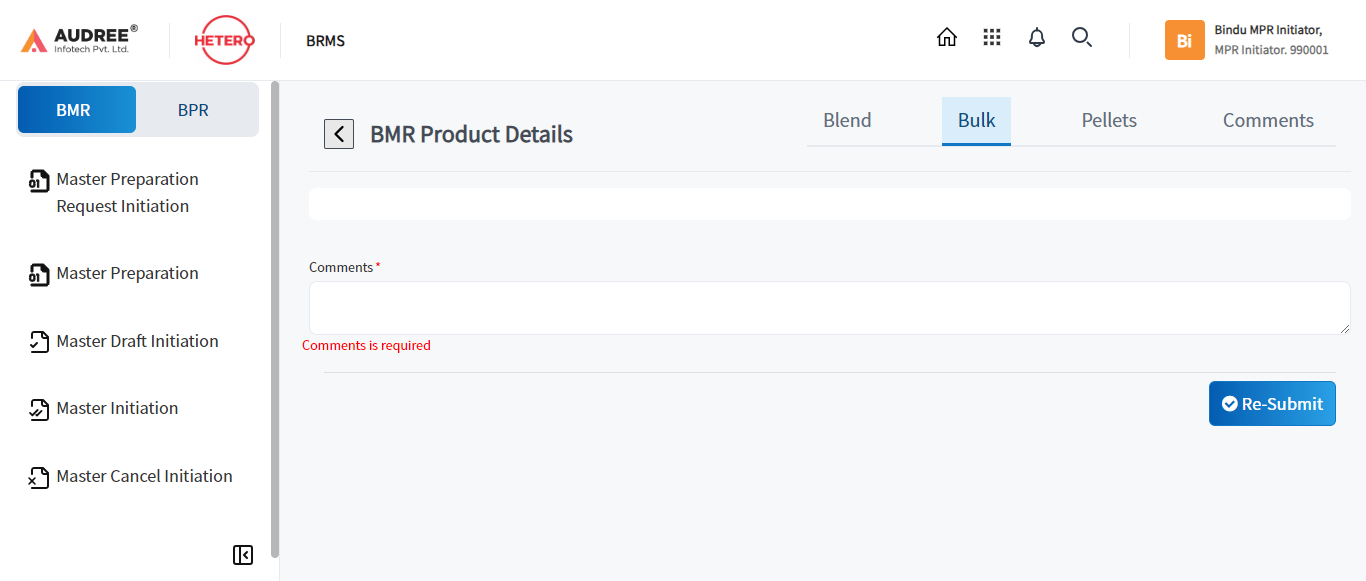 AUDREE®
Infotech Pvt. Ltd.
HETERO
BRMS
Bi
Bindu MPR Initiator,
MPR Initiator. 990001
BMR
BPR
Master Preparation
Request Initiation
Master Preparation
Master Draft Initiation
Master Initiation
Master Cancel Initiation
BMR Product Details
Blend
Bulk
Pellets
Comments
Comments *
Comments is required
Re-Submit